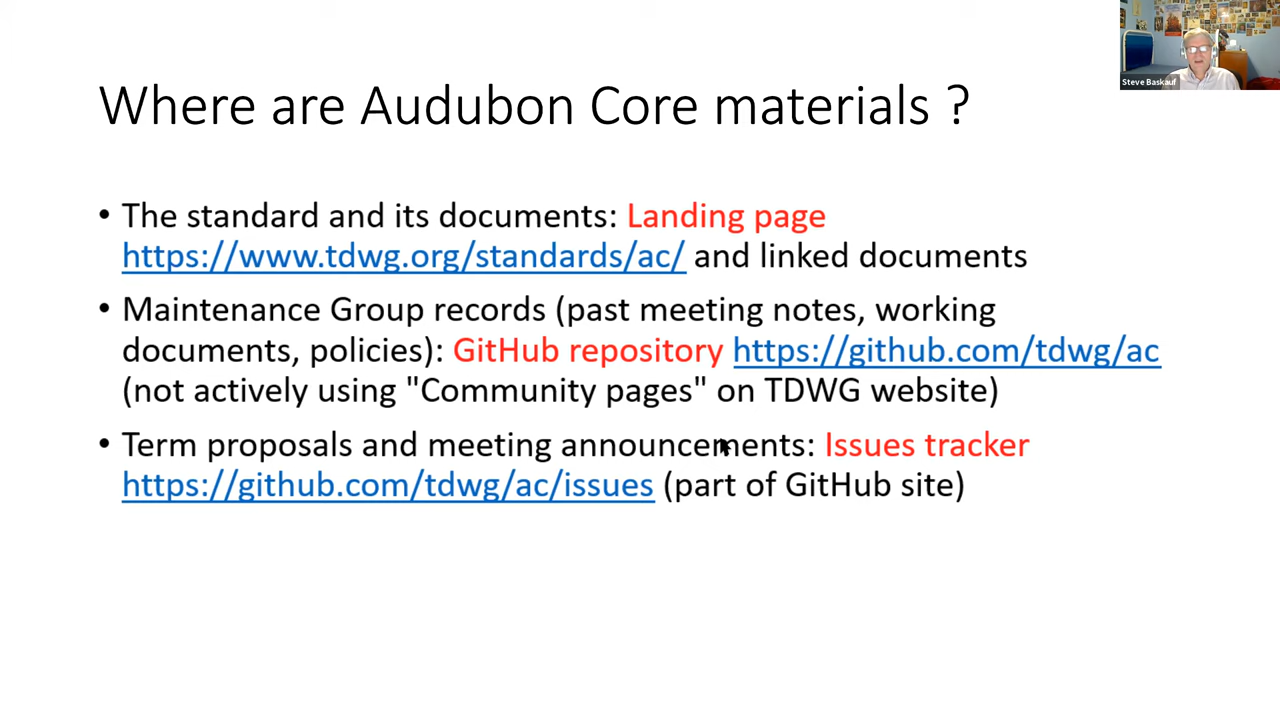 Steve Baskauf
Where are Audubon Core materials ?
• The standard and its documents: Landing page
https://www.tdwg.org/standards/ac/ and linked documents
• Maintenance Group records (past meeting notes, working
documents, policies): GitHub repository https://github.com/tdwg/ac
(not actively using "Community pages" on TDWG website)
• Term proposals and meeting announcements: Issues tracker
https://github.com/tdwg/ac/issues (part of GitHub site)